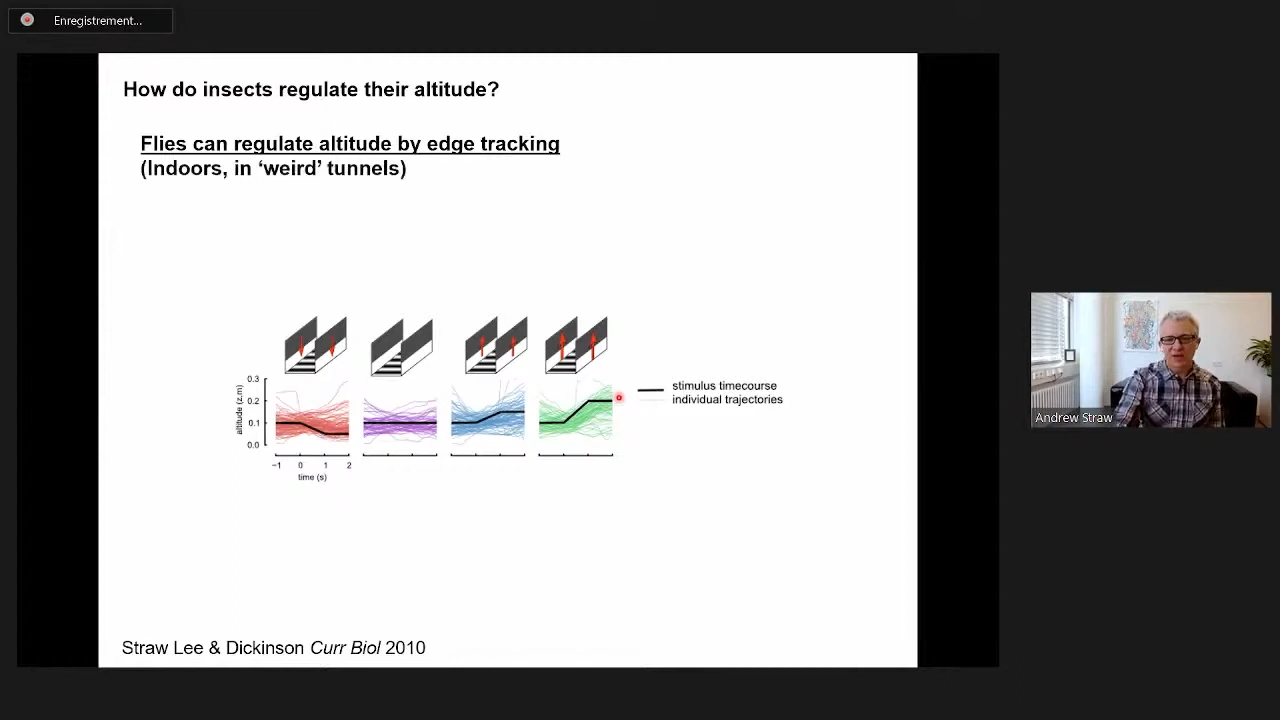 Enregistrement...
How do insects regulate their altitude?
Flies can regulate altitude by edge tracking
(Indoors, in ‘weird’ tunnels)
0.3
0.2
0.1
0.0
altitude (z,m)
−1 0 1 2
time (s)
stimulus timecourse
individual trajectories
Andrew Straw
Straw Lee & Dickinson Curr Biol 2010